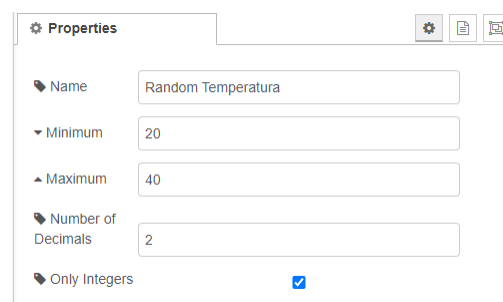 Properties
Name
Random Temperatura
Minimum
20
Maximum
40
Number of
Decimals
2
Only Integers